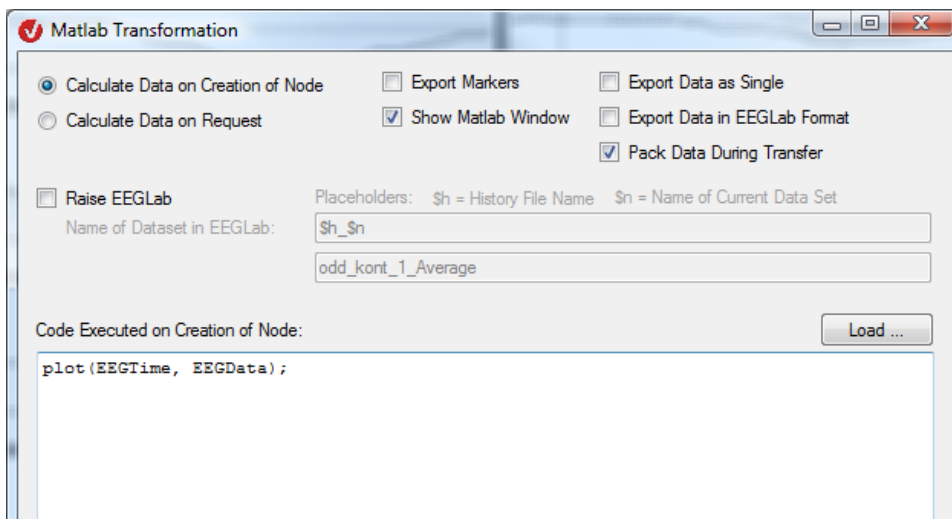 Matlab Transformation
Calculate Data on Creation of Node
Export Markers
Export Data as Single
Calculate Data on Request
Show Matlab Window
Export Data in EEGLab Format
Pack Data During Transfer
Raise EEGLab
Placeholders: $h = History File Name $n = Name of Current Data Set
Name of Dataset in EEGLab:
$h_$n
odd_kont_1_Average
Code Executed on Creation of Node:
Load ...
plot(EEGTime, EEGData);